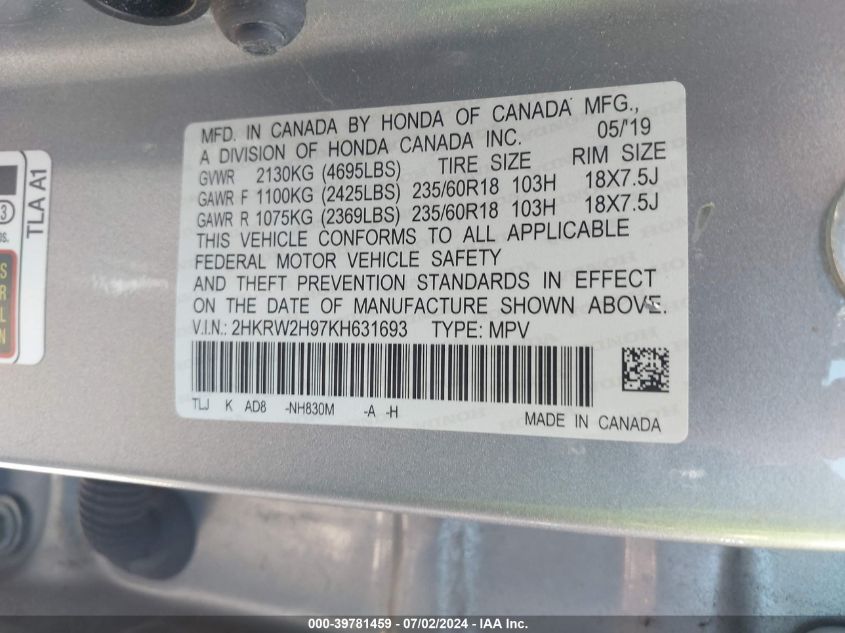 MFD. IN CANADA BY HONDA OF CANADA MFG.,
A DIVISION OF HONDA CANADA INC. 05/'19
GVWR 2130KG (4695LBS) TIRE SIZE RIM SIZE
GAWR F 1100KG (2425LBS) 235/60R18 103H 18X7.5J
GAWR R 1075KG (2369LBS) 235/60R18 103H 18X7.5J
THIS VEHICLE CONFORMS TO ALL APPLICABLE
FEDERAL MOTOR VEHICLE SAFETY
AND THEFT PREVENTION STANDARDS IN EFFECT
ON THE DATE OF MANUFACTURE SHOWN ABOVE.
V.I.N.: 2HKRW2H97KH631693 TYPE: MPV
TLJ K AD8 -NH830M -A -H
MADE IN CANADA
TLA A1
000-39781459 / 07/02/2024 - IAA Inc.